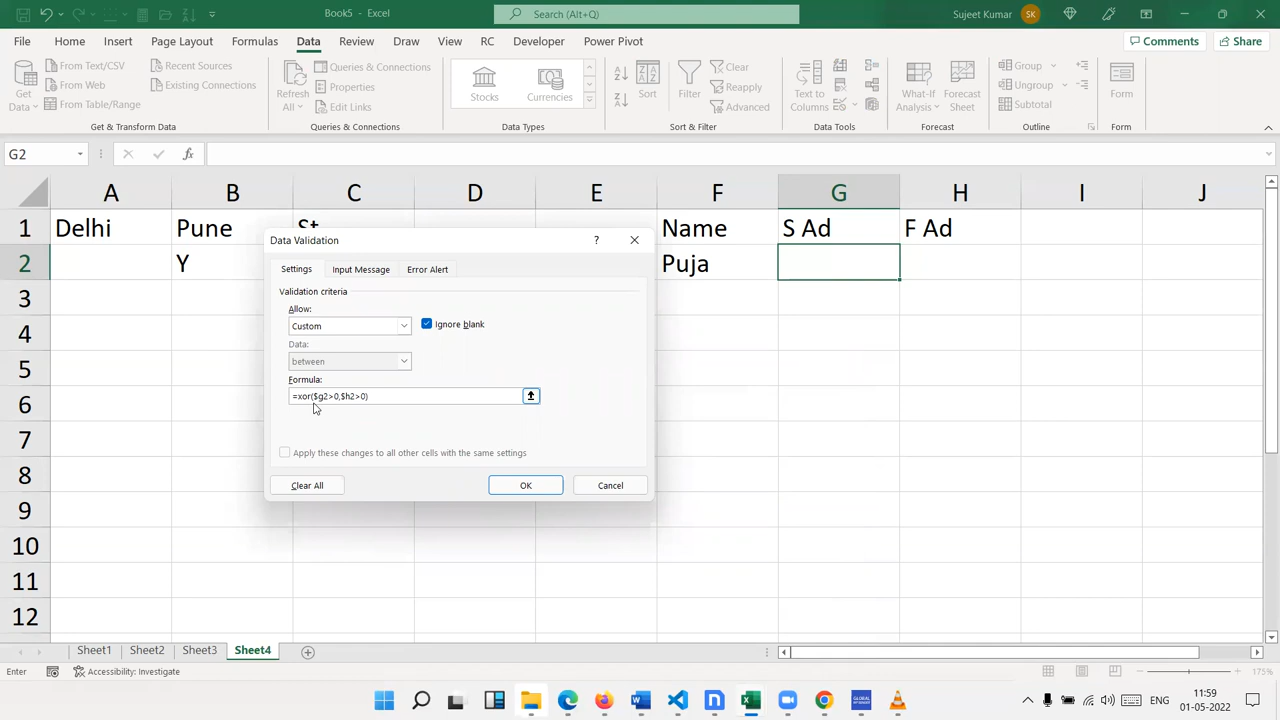 Book5 - Excel
Search (Alt+Q)
Sujeet Kumar
SK
File Home Insert Page Layout Formulas Data Review Draw View RC Developer Power Pivot
Comments Share
Get Data
From Text/CSV
From Web
From Table/Range
Recent Sources
Existing Connections
Get & Transform Data
Refresh All
Queries & Connections
Properties
Edit Links
Queries & Connections
Stocks
Currencies
Data Types
Sort
Filter
Clear
Reapply
Advanced
Sort & Filter
Text to Columns
Data Tools
What-If Analysis
Forecast Sheet
Forecast
Group
Ungroup
Subtotal
Outline
Form
Form
G2
fx
A B C D E F G H I J
1 Delhi Pune St Name S Ad F Ad
2 Y Puja
3
4
5
6
7
8
9
10
11
12
Data Validation
?
Settings Input Message Error Alert
Validation criteria
Allow:
Custom
Ignore blank
Data:
between
Formula:
=xor($g2>0,$h2>0)
Apply these changes to all other cells with the same settings
Clear All
OK
Cancel
Sheet1 Sheet2 Sheet3 Sheet4
Enter
Accessibility: Investigate
175%
ENG
11:59
01-05-2022